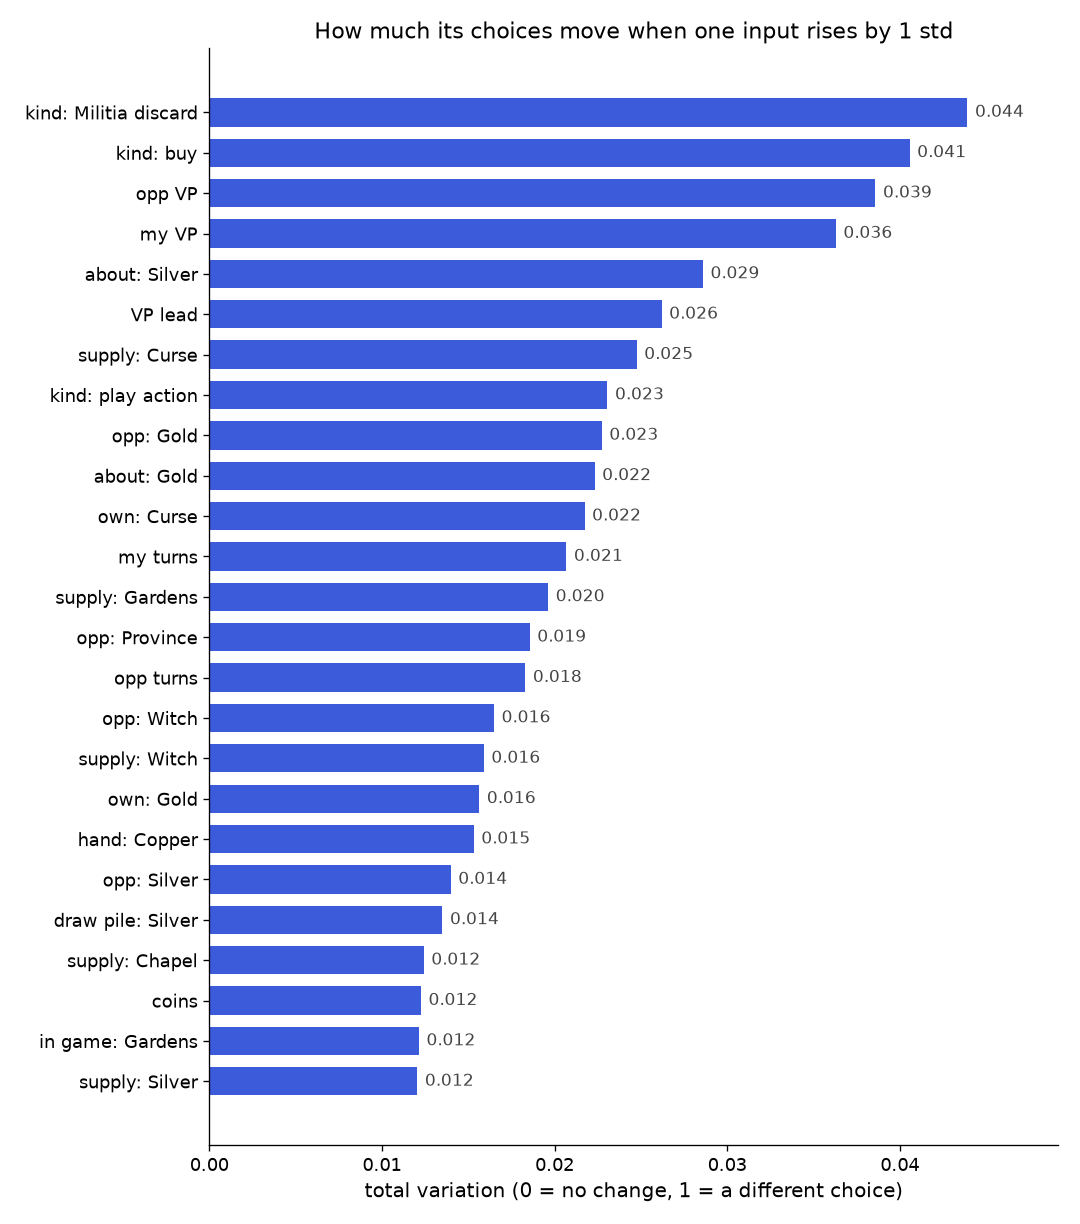 How much its choices move when one input rises by 1 std
kind: Militia discard 0.044
kind: buy 0.041
opp VP 0.039
my VP 0.036
about: Silver 0.029
VP lead 0.026
supply: Curse 0.025
kind: play action 0.023
opp: Gold 0.023
about: Gold 0.022
own: Curse 0.022
my turns 0.021
supply: Gardens 0.020
opp: Province 0.019
opp turns 0.018
opp: Witch 0.016
supply: Witch 0.016
own: Gold 0.016
hand: Copper 0.015
opp: Silver 0.014
draw pile: Silver 0.014
supply: Chapel 0.012
coins 0.012
in game: Gardens 0.012
supply: Silver 0.012
0.00 0.01 0.02 0.03 0.04
total variation (0 = no change, 1 = a different choice)